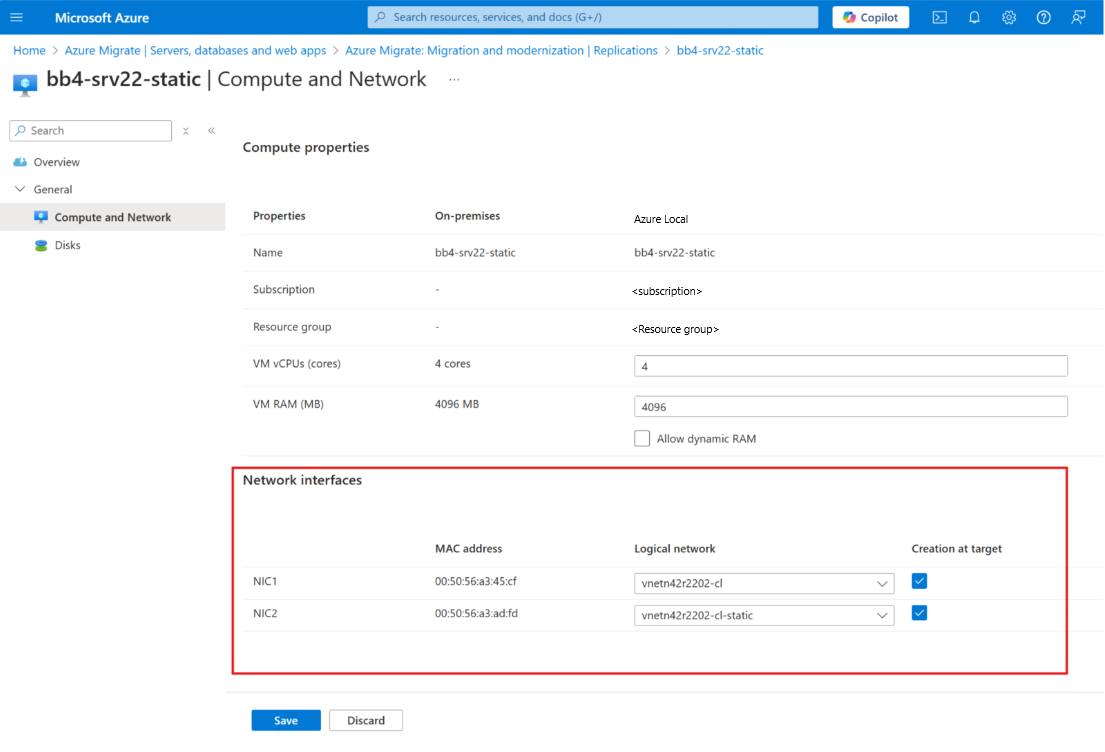 Microsoft Azure
Search resources, services, and docs (G+/)
Copilot
Home > Azure Migrate | Servers, databases and web apps > Azure Migrate: Migration and modernization | Replications > bb4-srv22-static
bb4-srv22-static | Compute and Network ...
Search
Overview
General
Compute and Network
Disks
Compute properties
Properties On-premises Azure Local
Name bb4-srv22-static bb4-srv22-static
Subscription - <subscription>
Resource group - <Resource group>
VM vCPUs (cores) 4 cores 4
VM RAM (MB) 4096 MB 4096
Allow dynamic RAM
Network interfaces
MAC address Logical network Creation at target
NIC1 00:50:56:a3:45:cf vnetn42r2202-cl
NIC2 00:50:56:a3:ad:fd vnetn42r2202-cl-static
Save Discard